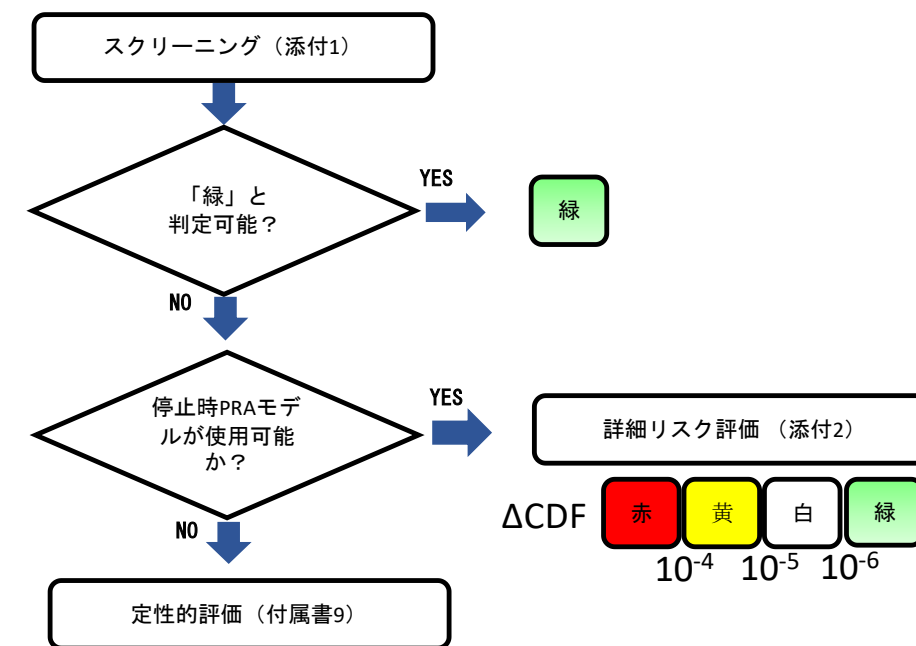 スクリーニング（添付1）
「緑」と
判定可能？
YES
緑
NO
停止時PRAモデ
ルが使用可能
か？
YES
詳細リスク評価 （添付2）
ΔCDF 赤 黄 白 緑
10-4 10-5 10-6
NO
定性的評価（付属書9）